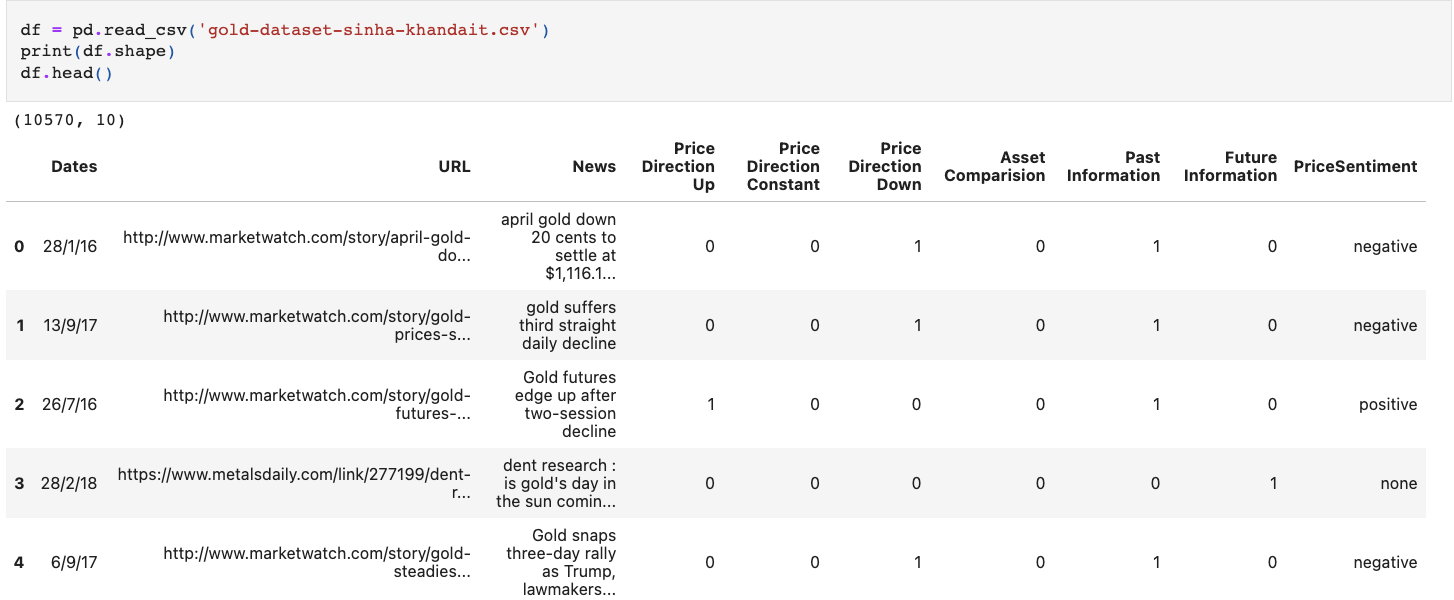 df = pd.read_csv('gold-dataset-sinha-khandait.csv')
print(df.shape)
df.head()
(10570, 10)
Dates URL News Price Direction Up Price Direction Constant Price Direction Down Asset Comparision Past Information Future Information PriceSentiment
0 28/1/16 http://www.marketwatch.com/story/april-gold-do... april gold down 20 cents to settle at $1,116.1... 0 0 1 0 1 0 negative
1 13/9/17 http://www.marketwatch.com/story/gold-prices-s... gold suffers third straight daily decline 0 0 1 0 1 0 negative
2 26/7/16 http://www.marketwatch.com/story/gold-futures-... Gold futures edge up after two-session decline 1 0 0 0 1 0 positive
3 28/2/18 https://www.metalsdaily.com/link/277199/dent-r... dent research : is gold's day in the sun comin... 0 0 0 0 0 1 none
4 6/9/17 http://www.marketwatch.com/story/gold-steadies... Gold snaps three-day rally as Trump, lawmakers... 0 0 1 0 1 0 negative